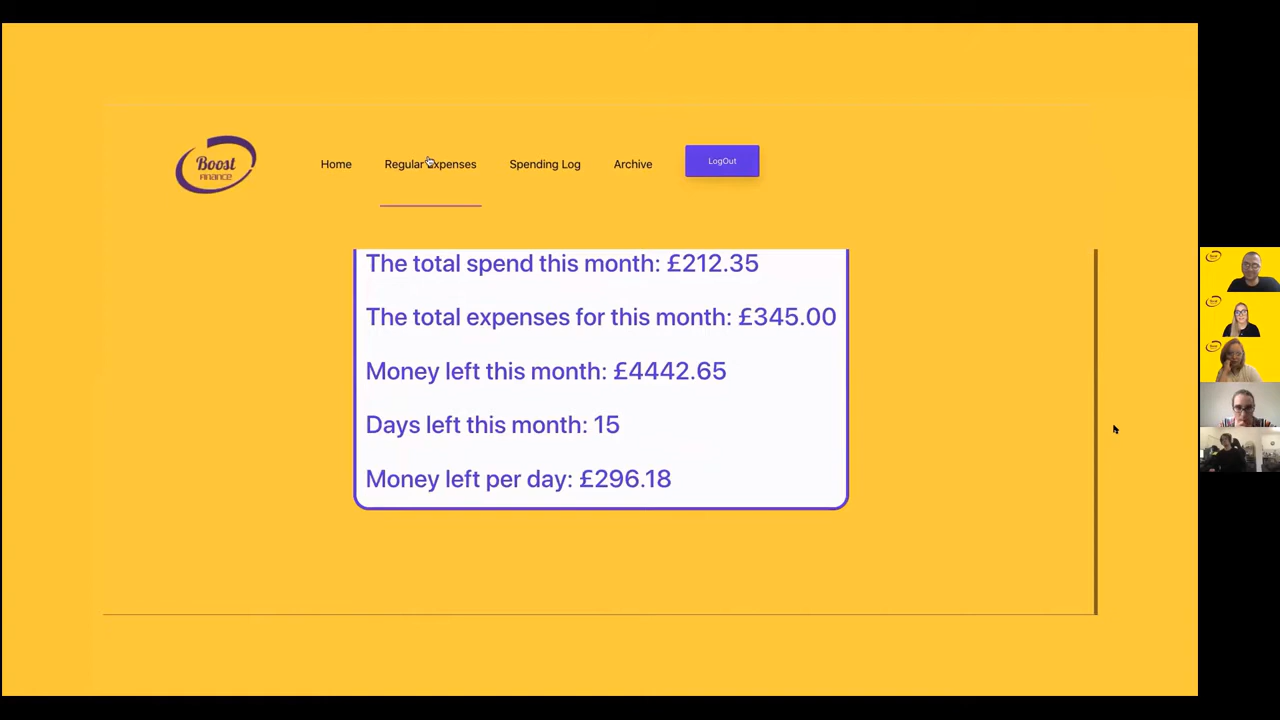 Boost
FINANCE
Home
Regular Expenses
Spending Log
Archive
LogOut
The total spend this month: £212.35
The total expenses for this month: £345.00
Money left this month: £4442.65
Days left this month: 15
Money left per day: £296.18